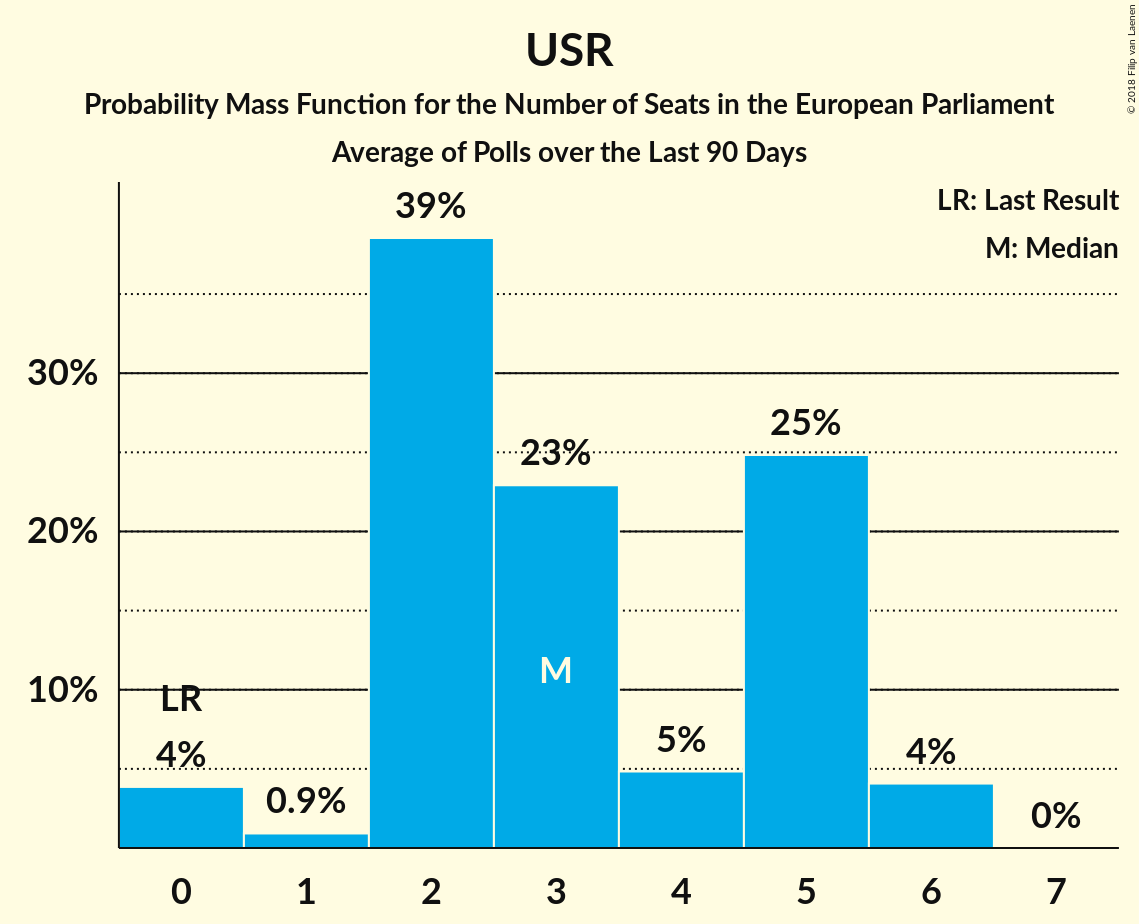 USR
Probability Mass Function for the Number of Seats in the European Parliament
Average of Polls over the Last 90 Days
© 2018 Filip van Laenen
LR: Last Result
M: Median
39%
30%
25%
23%
20%
M
10%
LR
5%
4%
4%
0.9%
0%
0 1 2 3 4 5 6 7